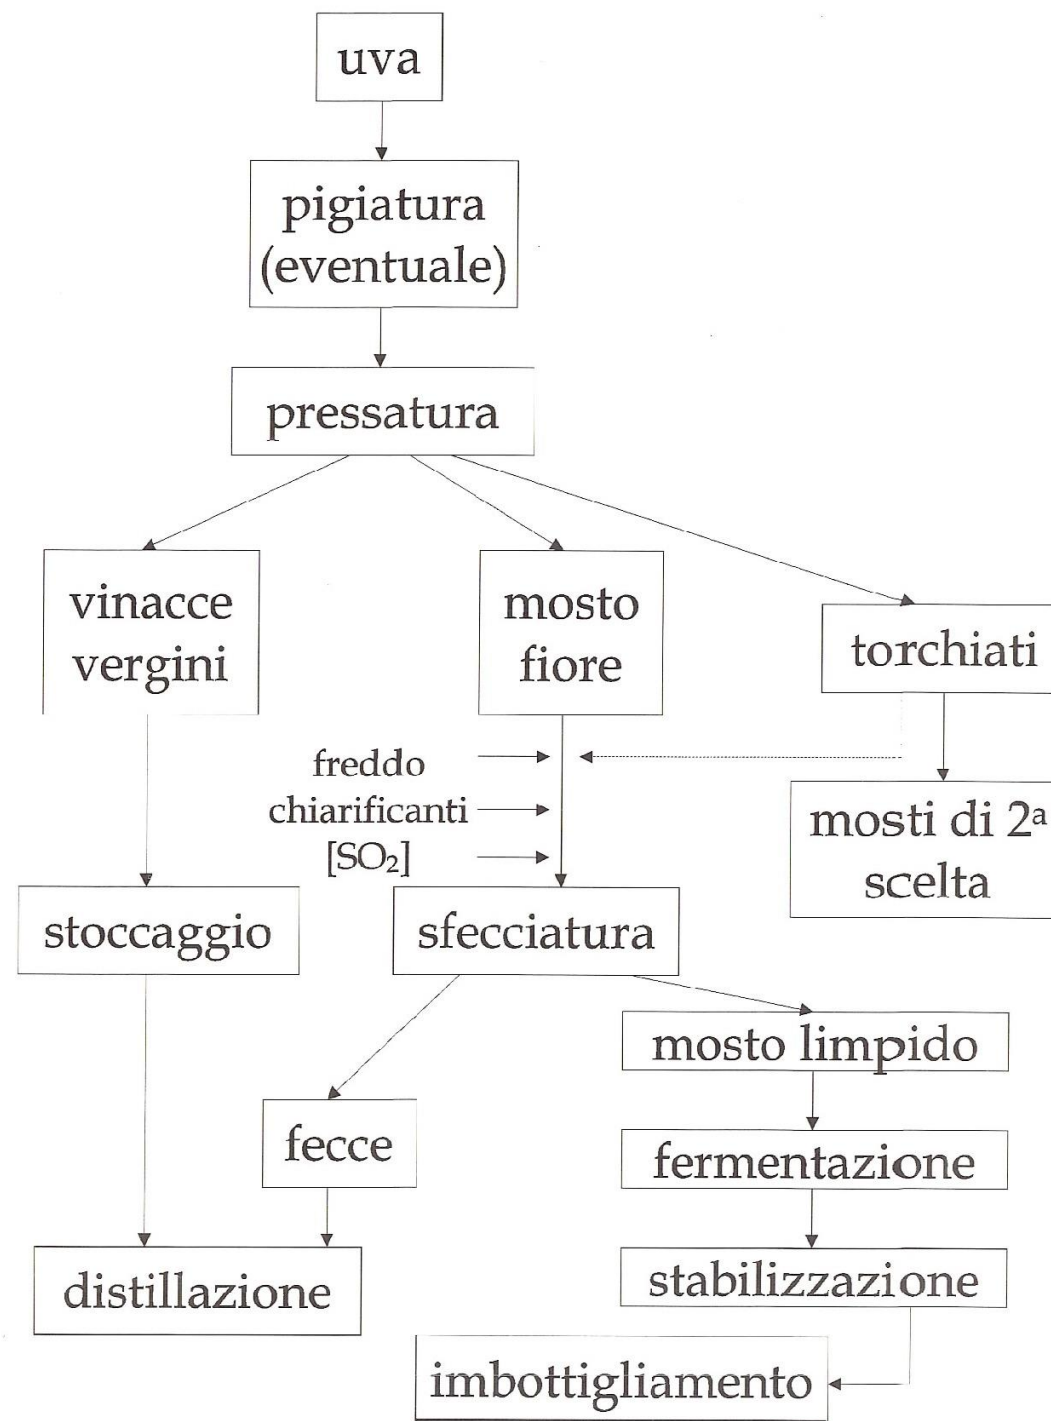 uva
pigiatura
(eventuale)
pressatura
vinacce
vergini
mosto
fiore
torchiati
freddo
chiarificanti
[SO₂]
mosti di 2ª
scelta
stoccaggio
sfecciatura
mosto limpido
fecce
fermentazione
distillazione
stabilizzazione
imbottigliamento